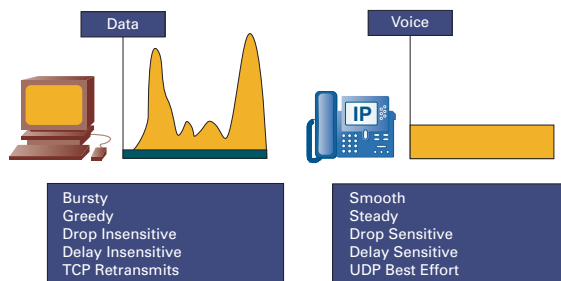 Data
Voice
IP
Bursty
Greedy
Drop Insensitive
Delay Insensitive
TCP Retransmits
Smooth
Steady
Drop Sensitive
Delay Sensitive
UDP Best Effort